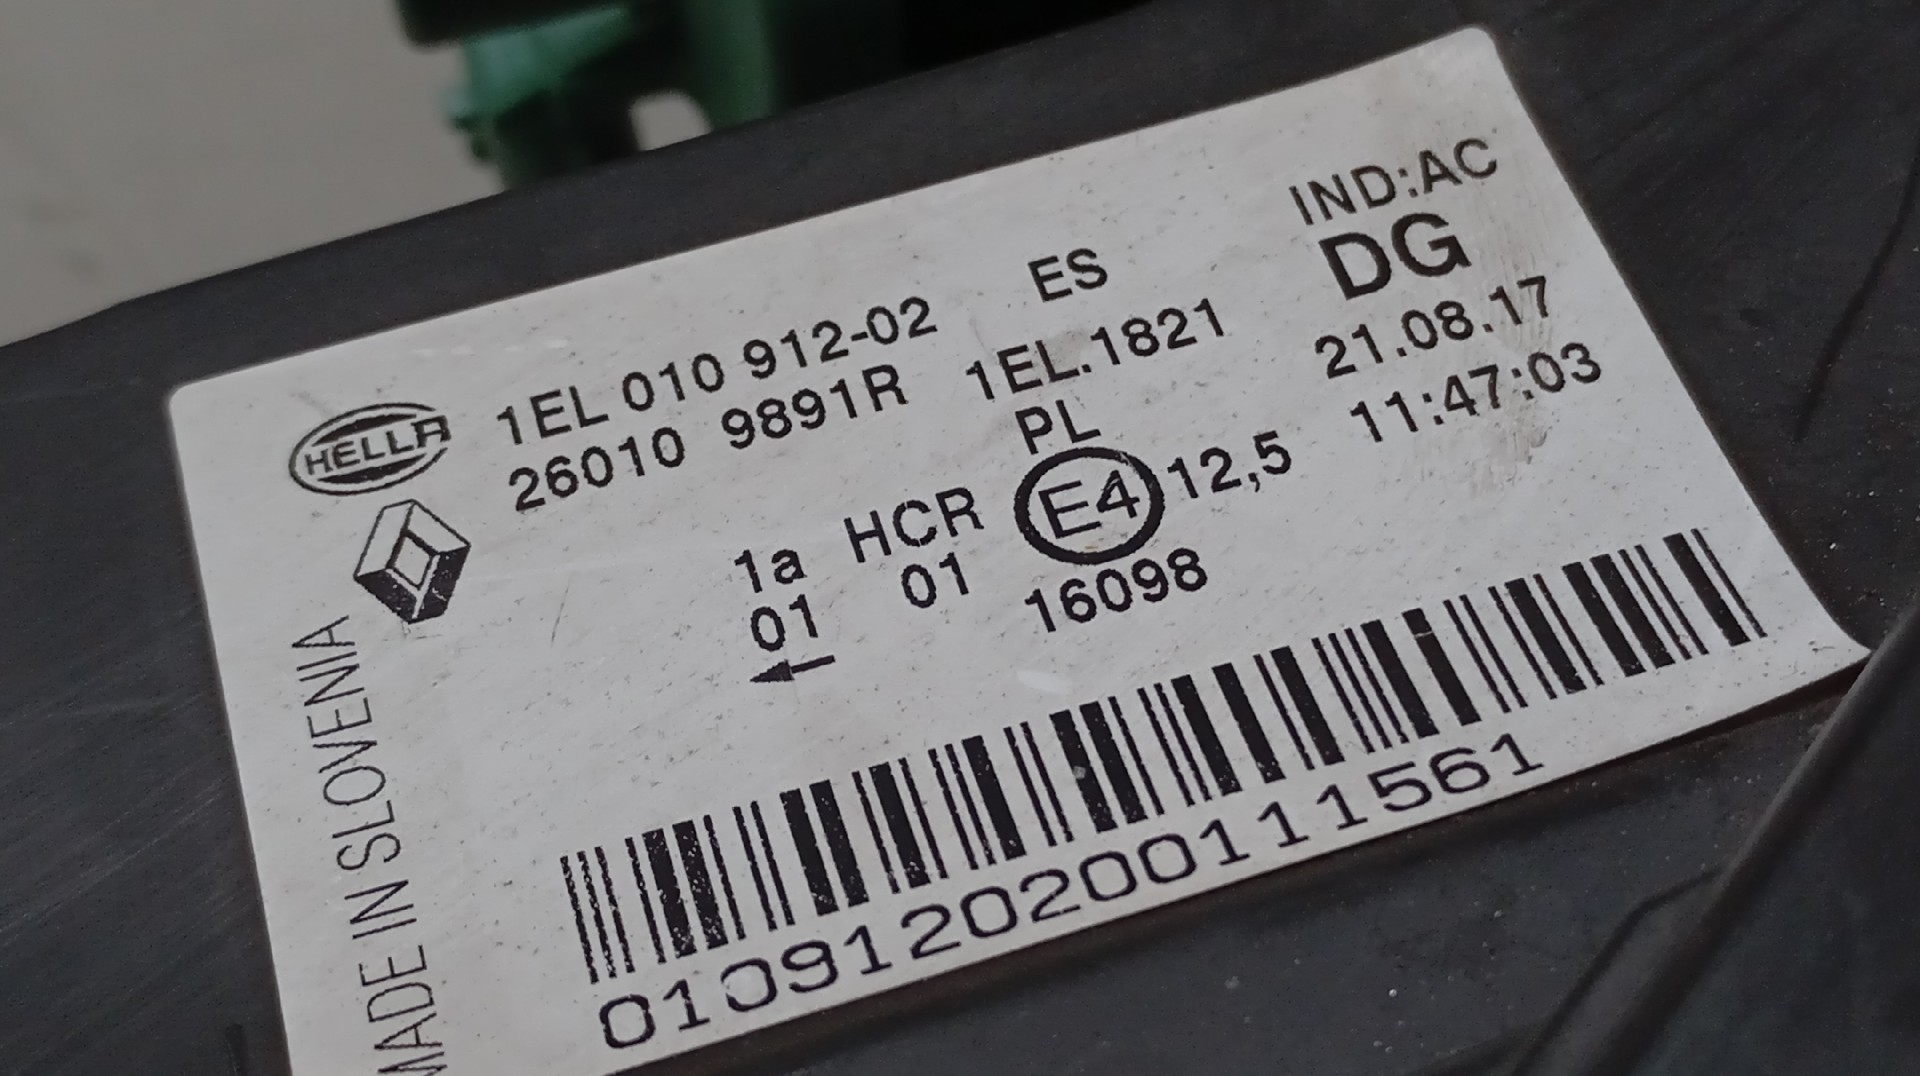 IND:AC
HELLA 1EL 010 912-02 ES DG
26010 9891R 1EL.1821 21.08.17
PL 11:47:03
1a HCR E4 12,5
01 01 16098
MADE IN SLOVENIA
01091202001111561